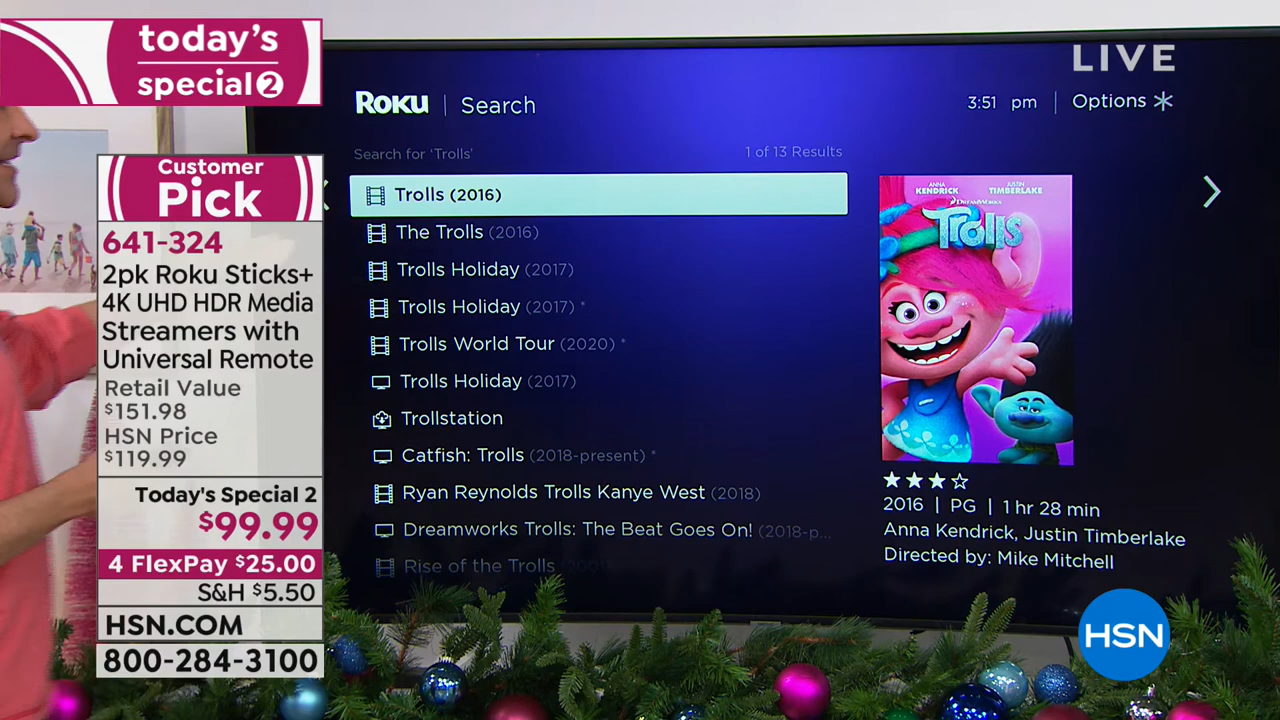 today's
special 2
Customer
Pick
641-324
2pk Roku Sticks+
4K UHD HDR Media
Streamers with
Universal Remote
Retail Value
$151.98
HSN Price
$119.99
Today's Special 2
$99.99
4 FlexPay $25.00
S&H $5.50
HSN.COM
800-284-3100
LIVE
Roku | Search
3:51 pm | Options *
Search for 'Trolls'
1 of 13 Results
Trolls (2016)
The Trolls (2016)
Trolls Holiday (2017)
Trolls Holiday (2017) *
Trolls World Tour (2020) *
Trolls Holiday (2017)
Trollstation
Catfish: Trolls (2018-present) *
Ryan Reynolds Trolls Kanye West (2018)
Dreamworks Trolls: The Beat Goes On! (2018-p...
Rise of the Trolls
ANNA KENDRICK
JUSTIN TIMBERLAKE
DREAMWORKS
Trolls
2016 | PG | 1 hr 28 min
Anna Kendrick, Justin Timberlake
Directed by: Mike Mitchell
HSN